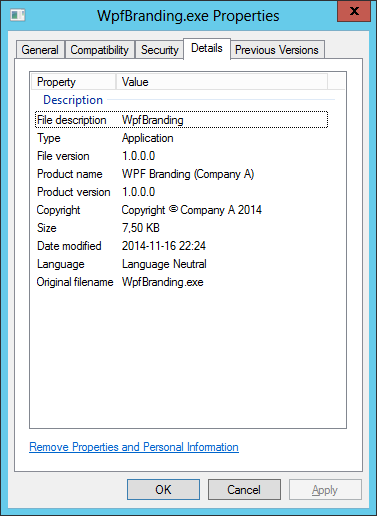 WpfBranding.exe Properties
x
General Compatibility Security Details Previous Versions
Property Value
Description
File description WpfBranding
Type Application
File version 1.0.0.0
Product name WPF Branding (Company A)
Product version 1.0.0.0
Copyright Copyright © Company A 2014
Size 7,50 KB
Date modified 2014-11-16 22:24
Language Language Neutral
Original filename WpfBranding.exe
Remove Properties and Personal Information
OK Cancel Apply